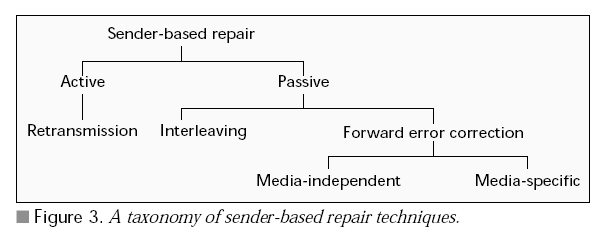 Sender-based repair
Active Passive
Retransmission Interleaving Forward error correction
Media-independent Media-specific
Figure 3. A taxonomy of sender-based repair techniques.